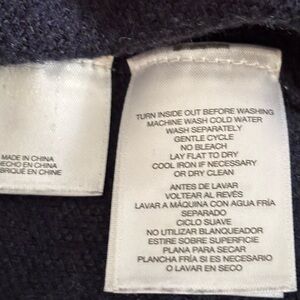 MADE IN CHINA
HECHO EN CHINA
FABRIQUÉ EN CHINE
TURN INSIDE OUT BEFORE WASHING
MACHINE WASH COLD WATER
WASH SEPARATELY
GENTLE CYCLE
NO BLEACH
LAY FLAT TO DRY
COOL IRON IF NECESSARY
OR DRY CLEAN
ANTES DE LAVAR
VOLTEAR AL REVÉS
LAVAR A MÁQUINA CON AGUA FRÍA
SEPARADO
CICLO SUAVE
NO UTILIZAR BLANQUEADOR
ESTIRE SOBRE SUPERFICIE
PLANA PARA SECAR
PLANCHA FRÍA SI ES NECESARIO
O LAVAR EN SECO